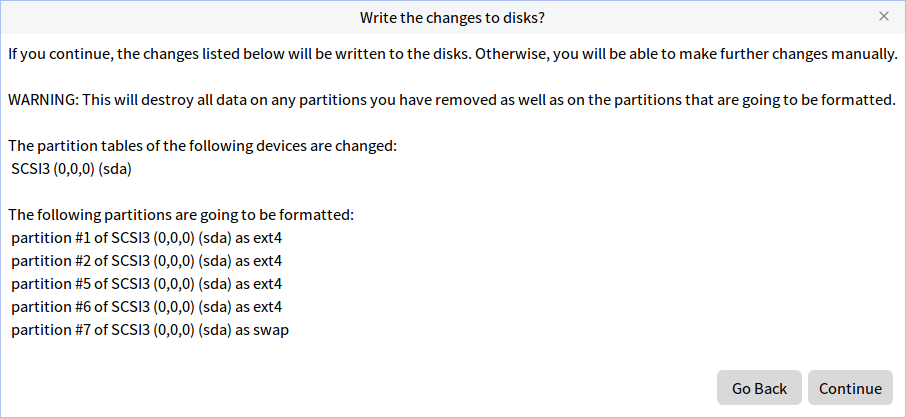 Write the changes to disks?
If you continue, the changes listed below will be written to the disks. Otherwise, you will be able to make further changes manually.
WARNING: This will destroy all data on any partitions you have removed as well as on the partitions that are going to be formatted.
The partition tables of the following devices are changed:
SCSI3 (0,0,0) (sda)
The following partitions are going to be formatted:
partition #1 of SCSI3 (0,0,0) (sda) as ext4
partition #2 of SCSI3 (0,0,0) (sda) as ext4
partition #5 of SCSI3 (0,0,0) (sda) as ext4
partition #6 of SCSI3 (0,0,0) (sda) as ext4
partition #7 of SCSI3 (0,0,0) (sda) as swap
Go Back Continue